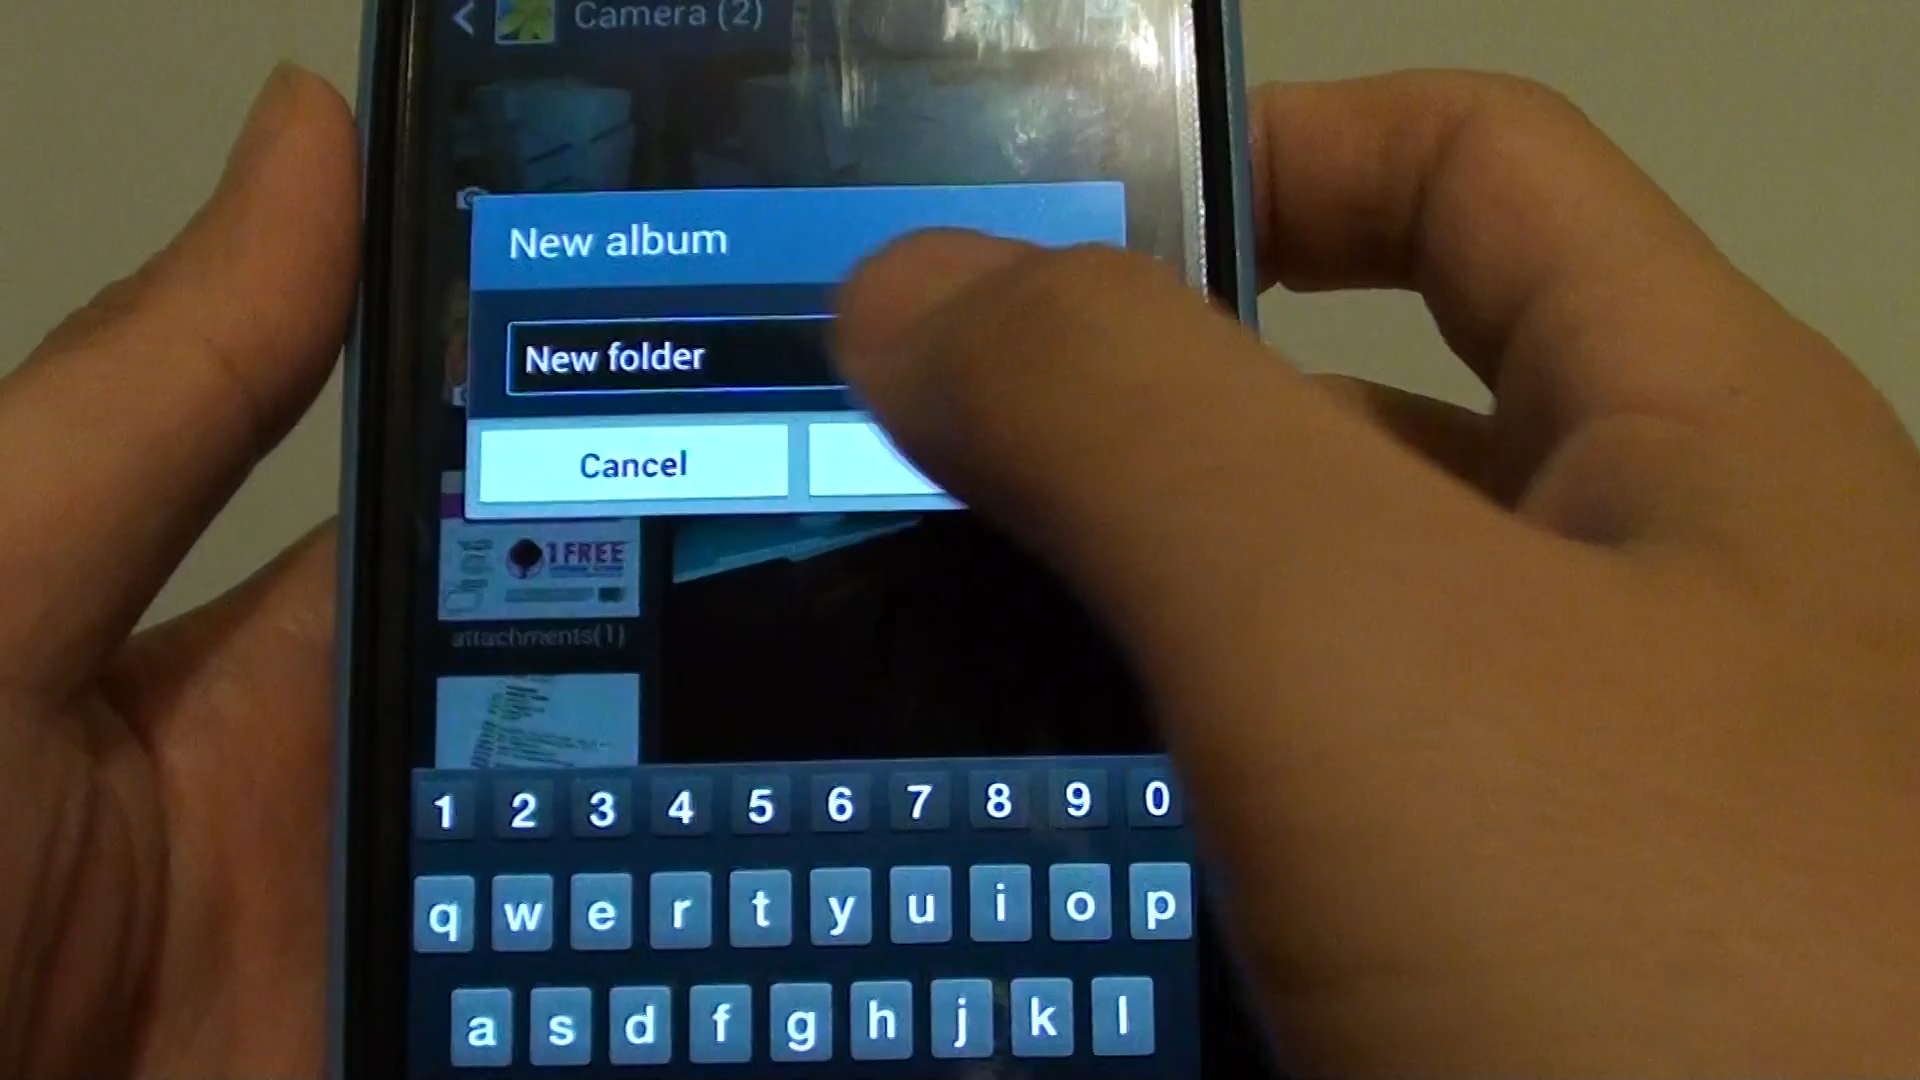 Camera (2)
New album
New folder
Cancel
1 FREE
attachments(1)
1 2 3 4 5 6 7 8 9 0
q w e r t y u i o p
a s d f g h j k l